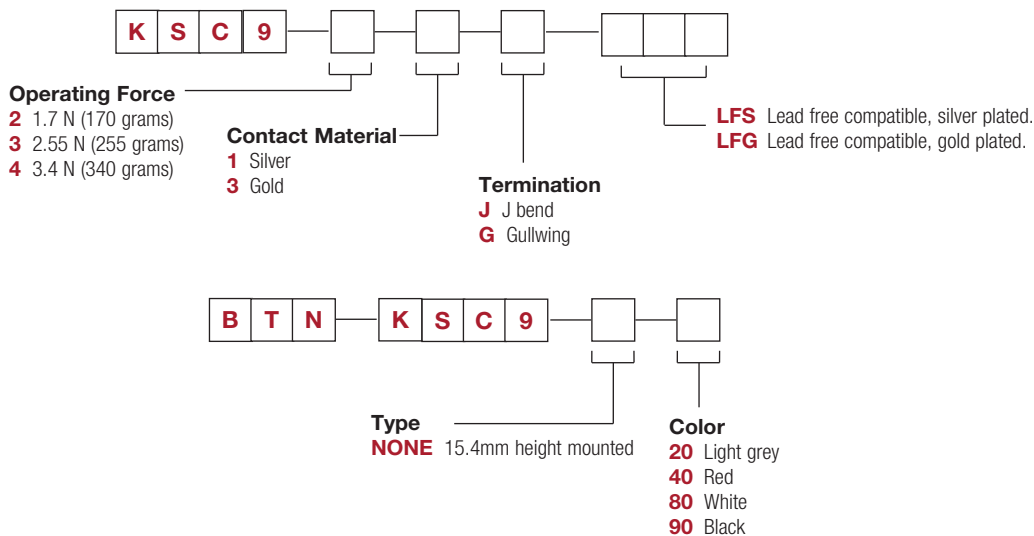 K S C 9
Operating Force
2 1.7 N (170 grams)
3 2.55 N (255 grams)
4 3.4 N (340 grams)
Contact Material
1 Silver
3 Gold
Termination
J J bend
G Gullwing
LFS Lead free compatible, silver plated.
LFG Lead free compatible, gold plated.
B T N K S C 9
Type
NONE 15.4mm height mounted
Color
20 Light grey
40 Red
80 White
90 Black